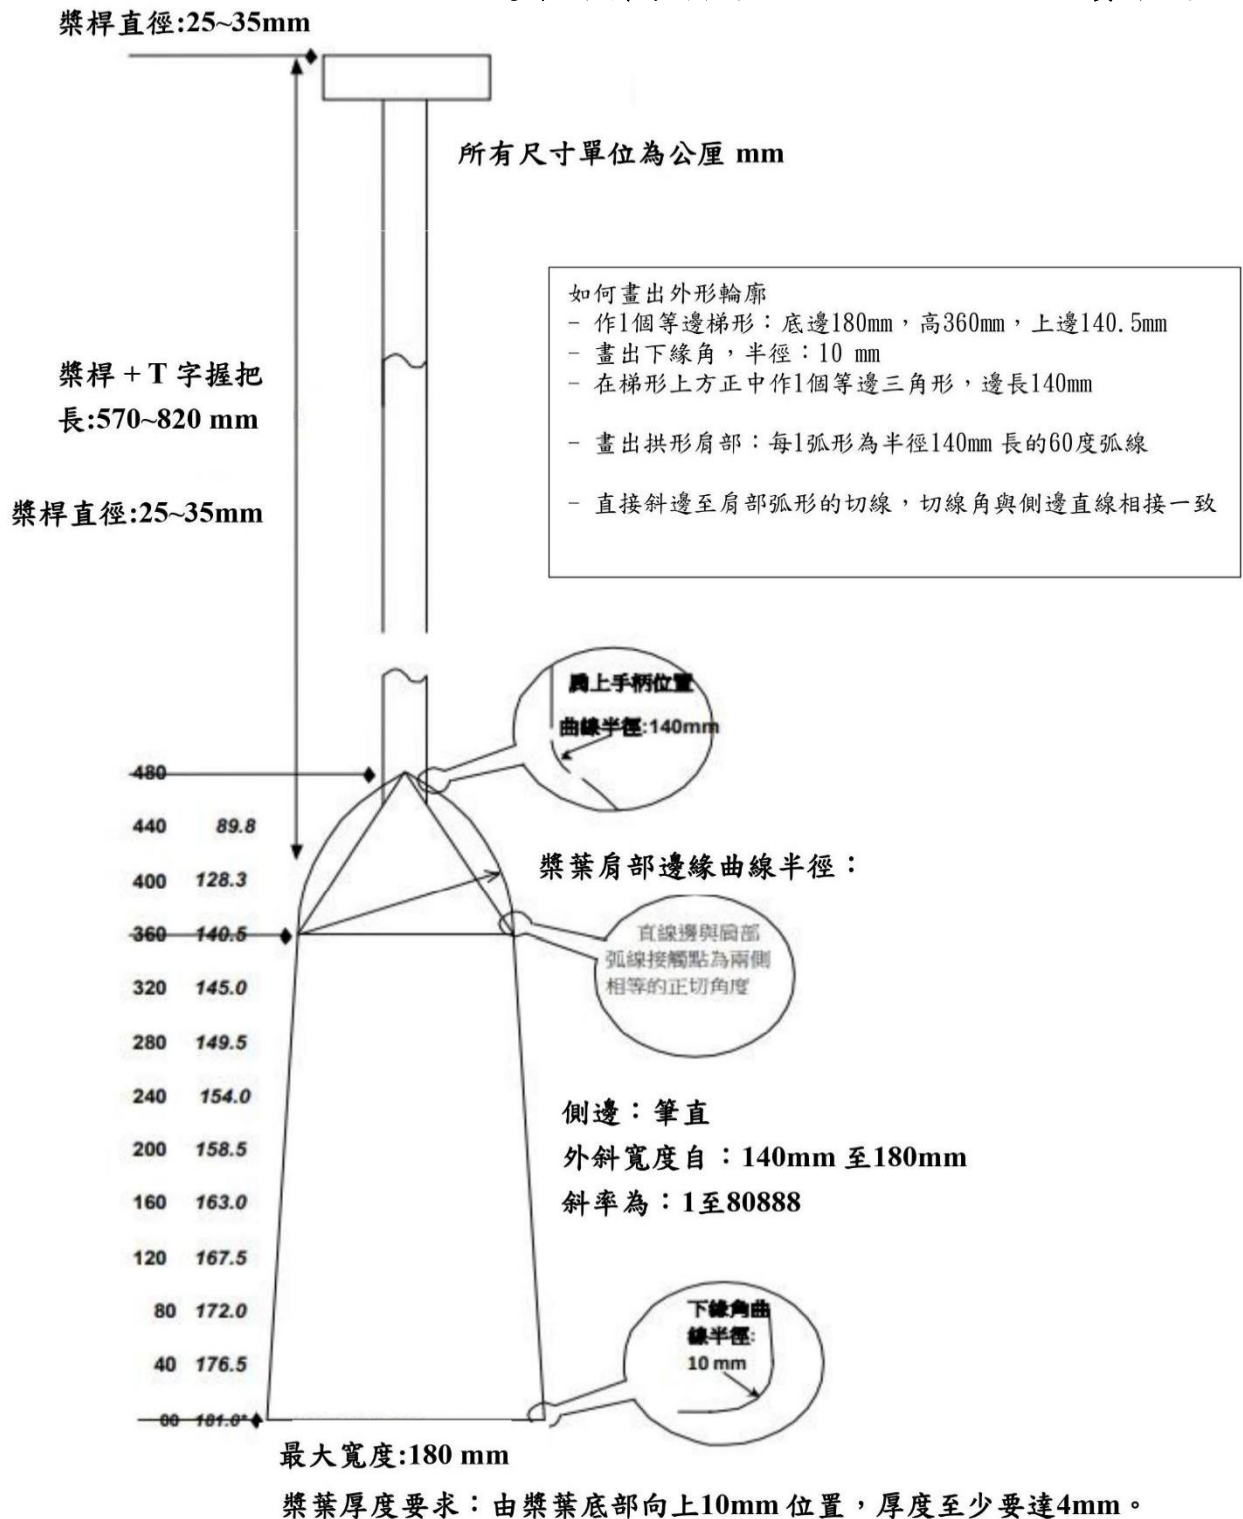 槳桿直徑:25~35mm
所有尺寸單位為公厘 mm
如何畫出外形輪廓
- 作1個等邊梯形：底邊180mm，高360mm，上邊140.5mm
- 畫出下緣角，半徑：10 mm
- 在梯形上方正中作1個等邊三角形，邊長140mm
- 畫出拱形肩部：每1弧形為半徑140mm 長的60度弧線
- 直接斜邊至肩部弧形的切線，切線角與側邊直線相接一致
槳桿 + T 字握把
長:570~820 mm
槳桿直徑:25~35mm
肩上手柄位置
曲線半徑:140mm
480
440 89.8
槳葉肩部邊緣曲線半徑：
400 128.3
360 140.5
直線邊與肩部
弧線接觸點為兩側
相等的正切角度
320 145.0
280 149.5
240 154.0
側邊：筆直
200 158.5
外斜寬度自：140mm 至180mm
160 163.0
斜率為：1至80888
120 167.5
80 172.0
下緣角曲
線半徑:
10 mm
40 176.5
00 181.0*
最大寬度:180 mm
槳葉厚度要求：由槳葉底部向上10mm 位置，厚度至少要達4mm。